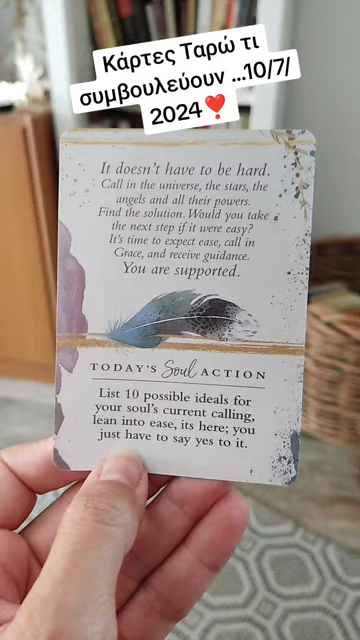 Κάρτες Ταρώ τι
συμβουλεύουν ...10/7/
2024❣️
It doesn't have to be hard.
Call in the universe, the stars, the
angels and all their powers.
Find the solution. Would you take
the next step if it were easy?
It's time to expect ease, call in
Grace, and receive guidance.
You are supported.
TODAY'S Soul ACTION
List 10 possible ideals for
your soul's current calling,
lean into ease, its here; you
just have to say yes to it.